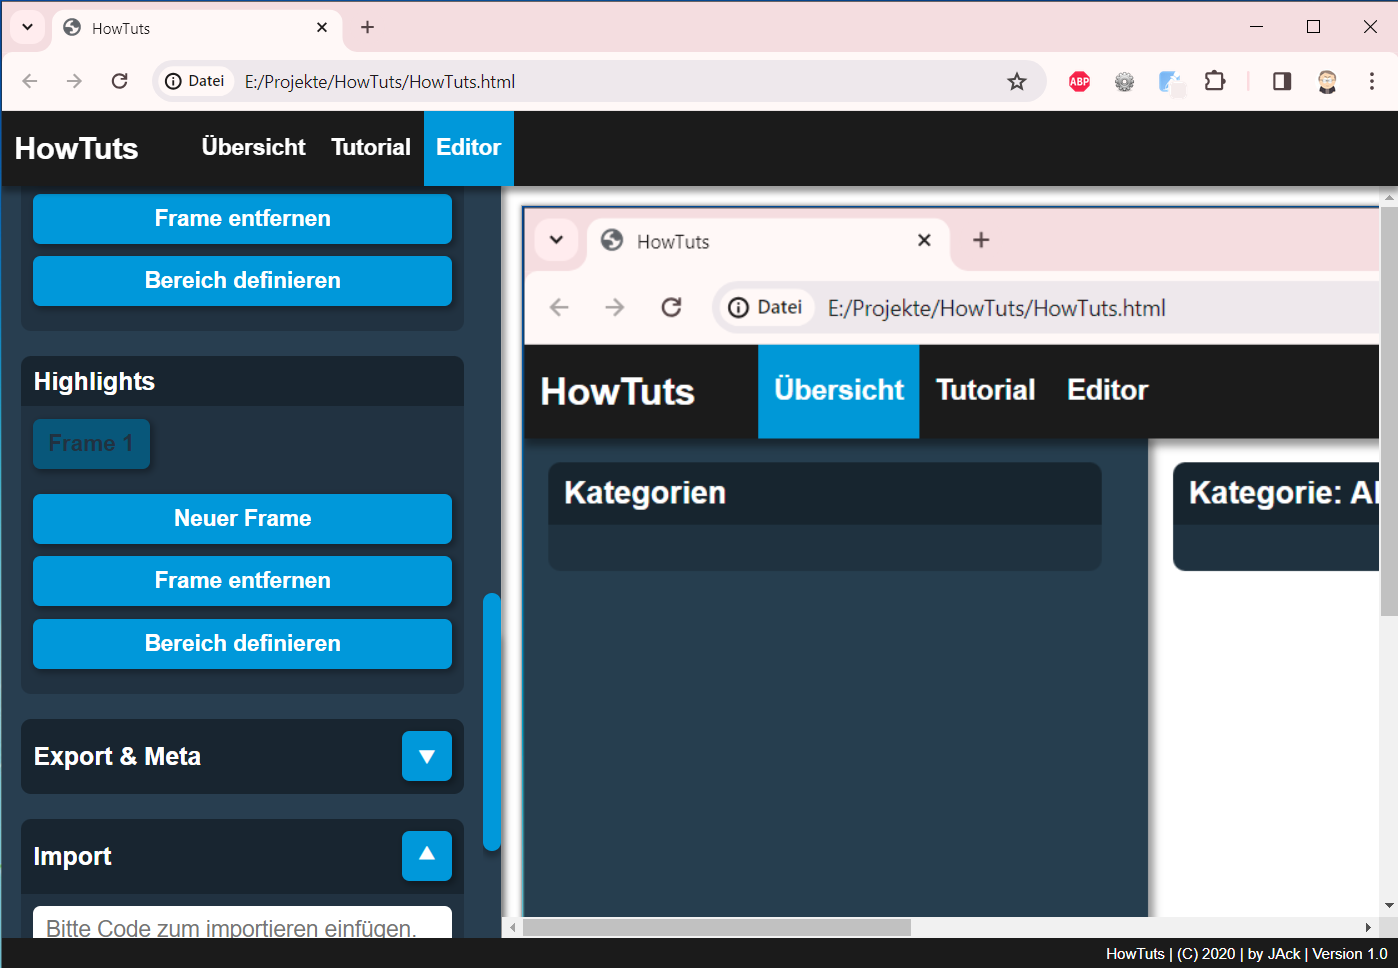 HowTuts
Datei E:/Projekte/HowTuts/HowTuts.html
ABP
HowTuts Übersicht Tutorial Editor
Frame entfernen
Bereich definieren
Highlights
Frame 1
Neuer Frame
Frame entfernen
Bereich definieren
Export & Meta
Import
Bitte Code zum importieren einfügen.
HowTuts
Datei E:/Projekte/HowTuts/HowTuts.html
HowTuts Übersicht Tutorial Editor
Kategorien
Kategorie:
HowTuts | (C) 2020 | by JAck | Version 1.0